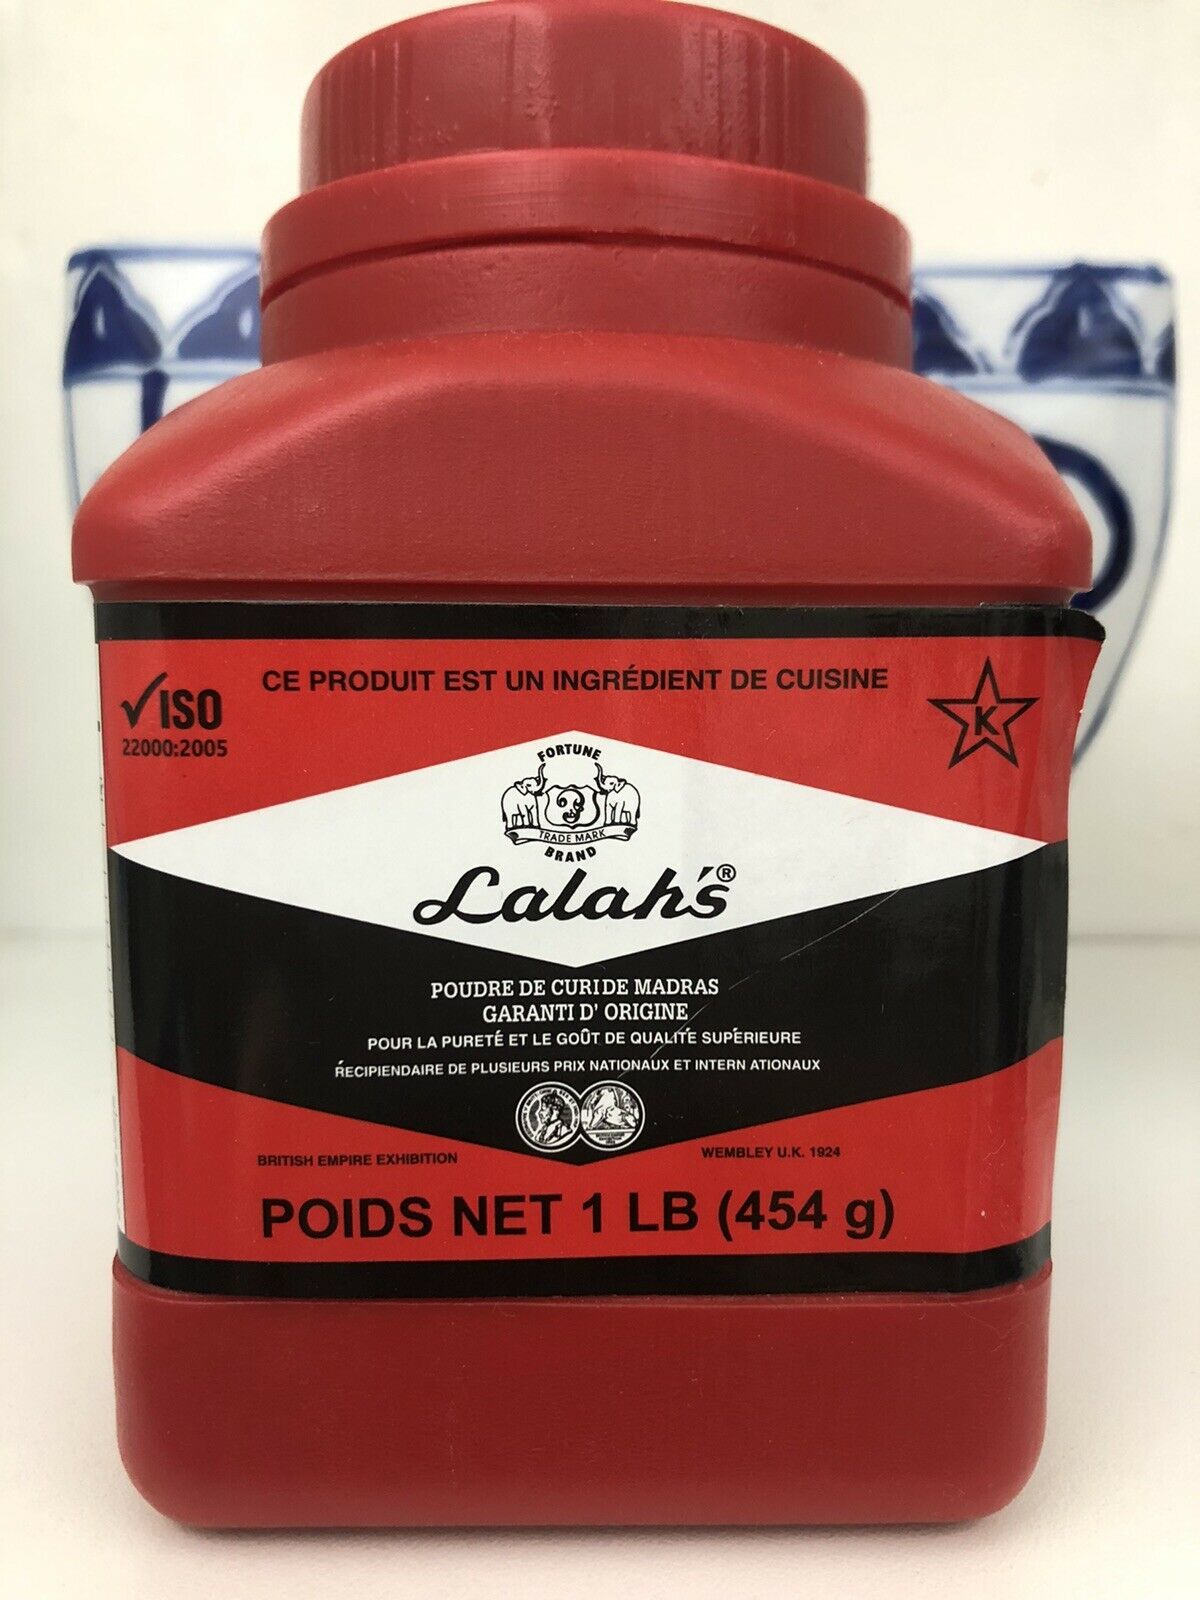 CE PRODUIT EST UN INGRÉDIENT DE CUISINE
✓ISO
22000:2005
K
FORTUNE
TRADE MARK
BRAND
Lalah's®
POUDRE DE CURI DE MADRAS
GARANTI D' ORIGINE
POUR LA PURETÉ ET LE GOÛT DE QUALITÉ SUPÉRIEURE
RÉCIPIENDAIRE DE PLUSIEURS PRIX NATIONAUX ET INTERN ATIONAUX
BRITISH EMPIRE EXHIBITION
WEMBLEY U.K. 1924
POIDS NET 1 LB (454 g)